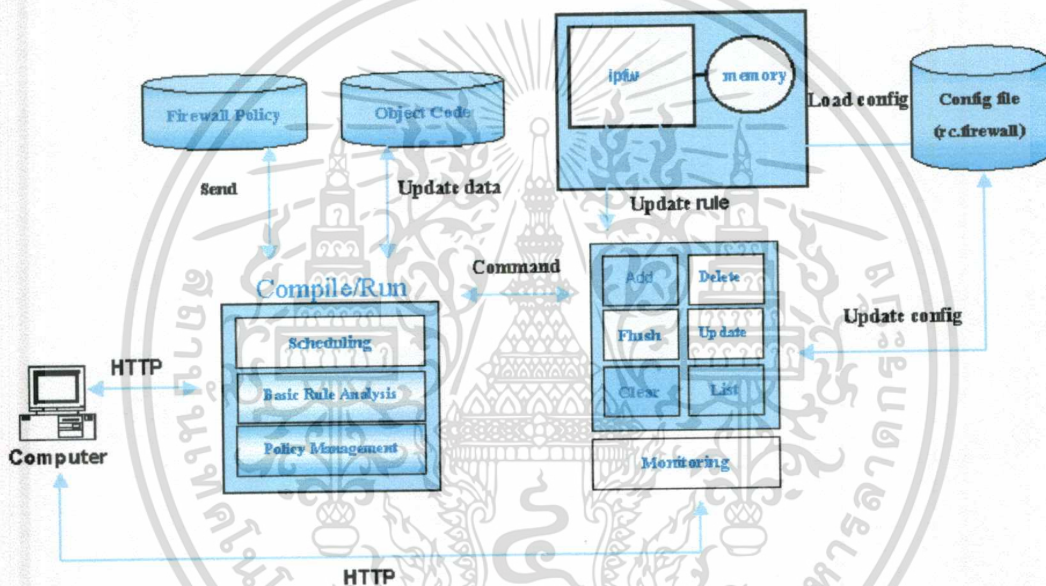 ipfw
memory
Load config
Config file
(rc.firewall)
Firewall Policy
Object Code
Send
Update data
Update rule
Command
Compile/Run
Scheduling
Basic Rule Analysis
Policy Management
HTTP
Computer
Add
Delete
Flush
Update
Clear
List
Update config
Monitoring
HTTP